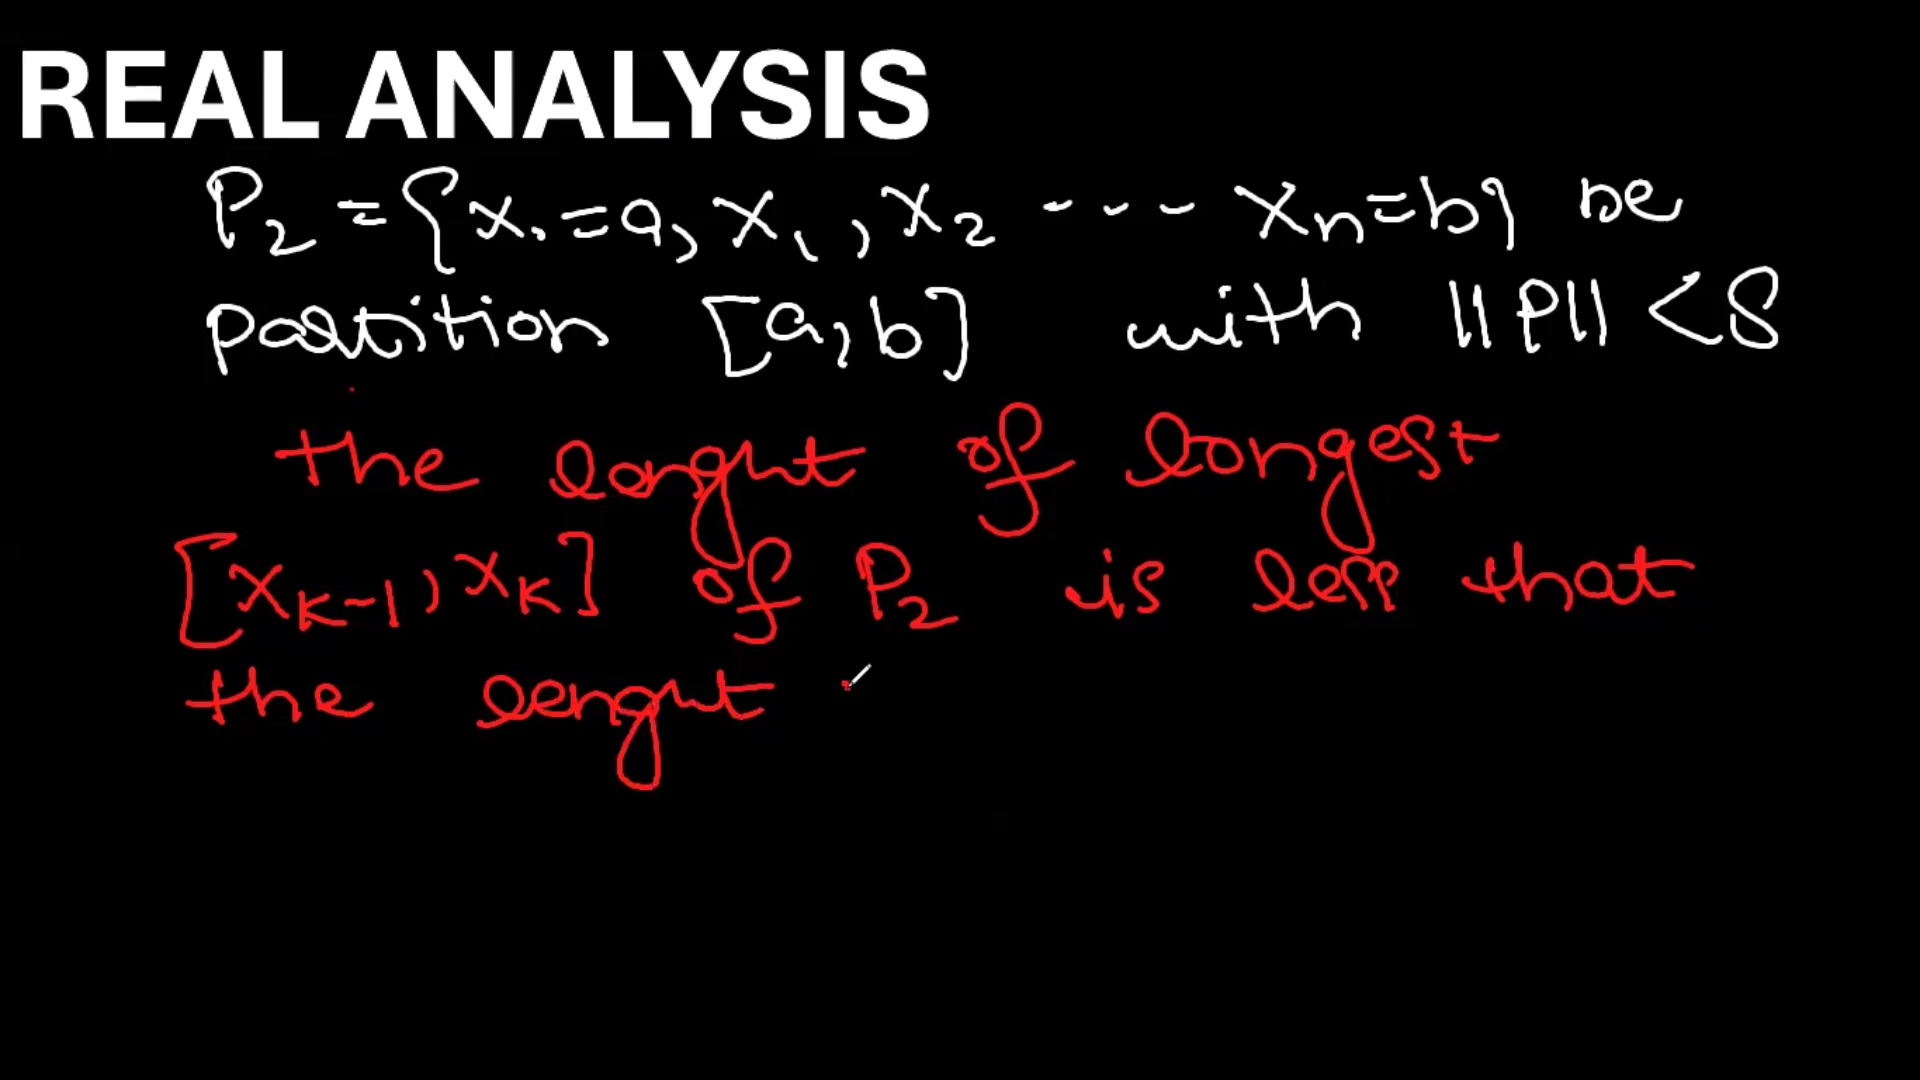 REAL ANALYSIS
P₂ = {x₀ = a, x₁, x₂ --- xₙ = b} be
partition [a, b] with ||P|| < δ
the lenght of longest
[xₖ₋₁, xₖ] of P₂ is less that
the lenght